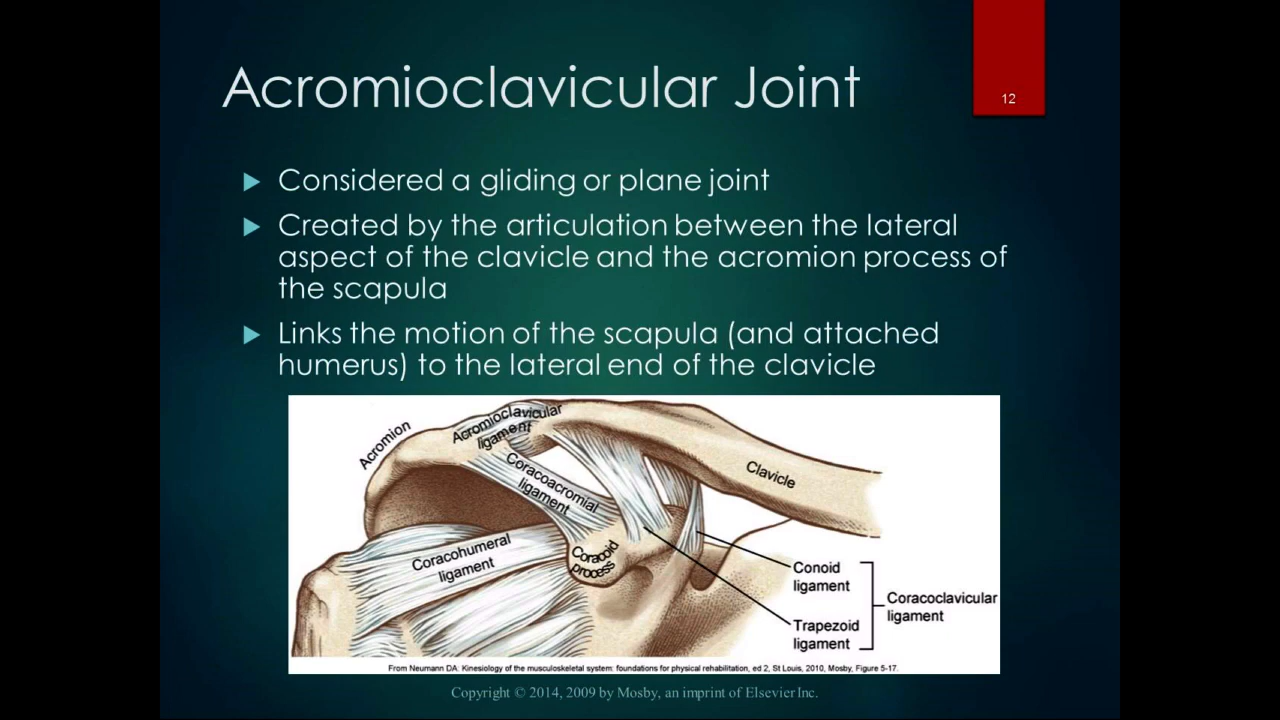 Acromioclavicular Joint
12
Considered a gliding or plane joint
Created by the articulation between the lateral
aspect of the clavicle and the acromion process of
the scapula
Links the motion of the scapula (and attached
humerus) to the lateral end of the clavicle
Acromion
Acromioclavicular
ligament
Coracoacromial
ligament
Clavicle
Coracohumeral
ligament
Coracoid
process
Conoid
ligament
Trapezoid
ligament
Coracoclavicular
ligament
From Neumann DA: Kinesiology of the musculoskeletal system: foundations for physical rehabilitation, ed 2, St Louis, 2010, Mosby, Figure 5-17.
Copyright © 2014, 2009 by Mosby, an imprint of Elsevier Inc.